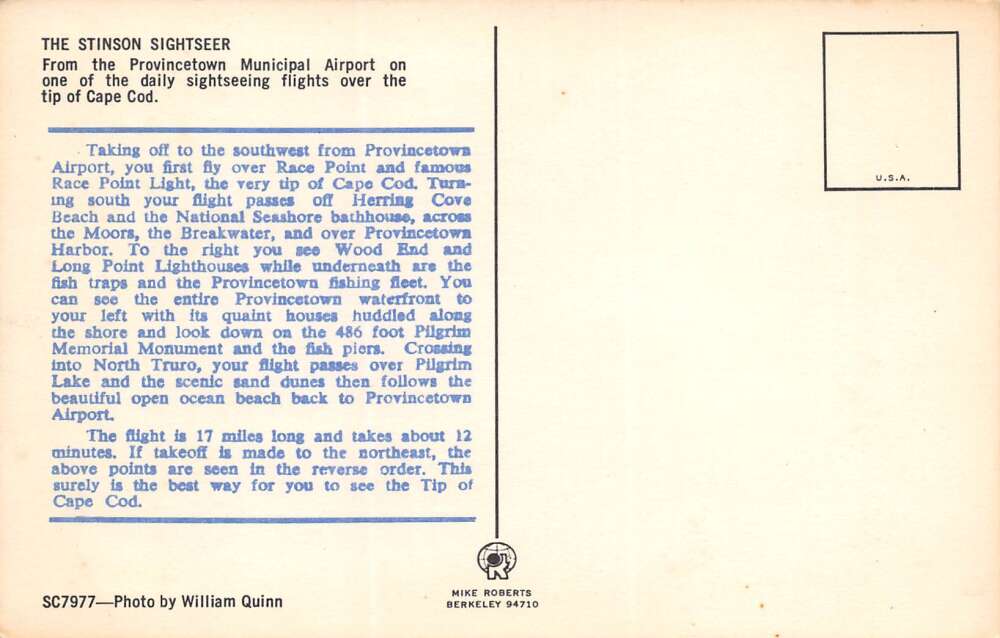 THE STINSON SIGHTSEER
From the Provincetown Municipal Airport on
one of the daily sightseeing flights over the
tip of Cape Cod.
Taking off to the southwest from Provincetown
Airport, you first fly over Race Point and famous
Race Point Light, the very tip of Cape Cod. Turn-
ing south your flight passes off Herring Cove
Beach and the National Seashore bathhouse, across
the Moors, the Breakwater, and over Provincetown
Harbor. To the right you see Wood End and
Long Point Lighthouses while underneath are the
fish traps and the Provincetown fishing fleet. You
can see the entire Provincetown waterfront to
your left with its quaint houses huddled along
the shore and look down on the 486 foot Pilgrim
Memorial Monument and the fish piers. Crossing
into North Truro, your flight passes over Pilgrim
Lake and the scenic sand dunes then follows the
beautiful open ocean beach back to Provincetown
Airport.
The flight is 17 miles long and takes about 12
minutes. If takeoff is made to the northeast, the
above points are seen in the reverse order. This
surely is the best way for you to see the Tip of
Cape Cod.
SC7977—Photo by William Quinn
U.S.A.
MIKE ROBERTS
BERKELEY 94710